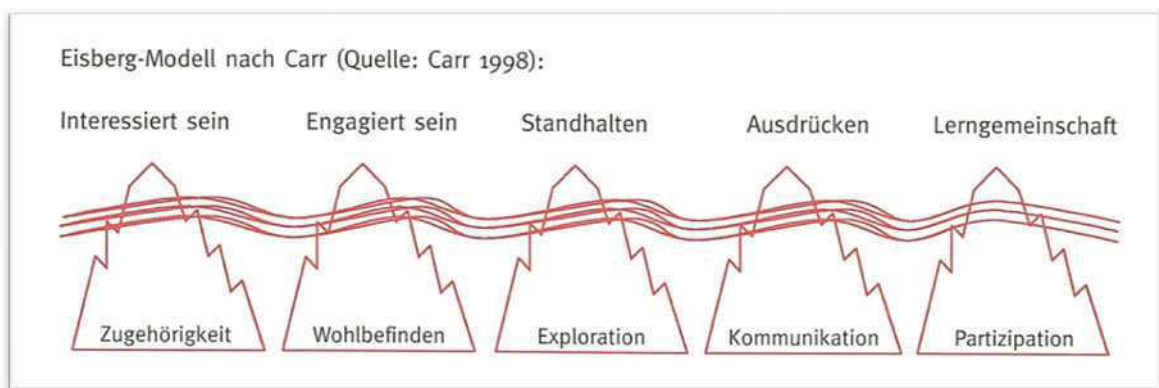 Eisberg-Modell nach Carr (Quelle: Carr 1998):
Interessiert sein Engagiert sein Standhalten Ausdrücken Lerngemeinschaft
Zugehörigkeit Wohlbefinden Exploration Kommunikation Partizipation